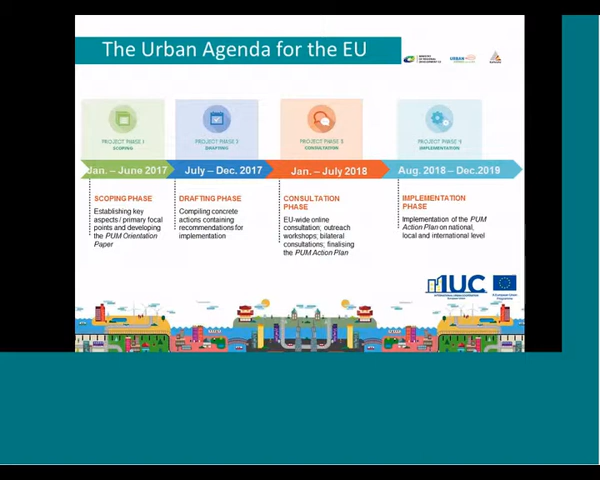 The Urban Agenda for the EU
PROJECT PHASE 1
SCOPING
PROJECT PHASE 2
DRAFTING
PROJECT PHASE 3
CONSULTATION
PROJECT PHASE 4
IMPLEMENTATION
Jan. – June 2017
July – Dec. 2017
Jan. – July 2018
Aug. 2018 – Dec.2019
SCOPING PHASE
Establishing key
aspects / primary focal
points and developing
the PUM Orientation
Paper
DRAFTING PHASE
Compiling concrete
actions containing
recommendations for
implementation
CONSULTATION
PHASE
EU-wide online
consultation; outreach
workshops; bilateral
consultations; finalising
the PUM Action Plan
IMPLEMENTATION
PHASE
Implementation of the PUM
Action Plan on national,
local and international level
IUC
INTERNATIONAL URBAN COOPERATION